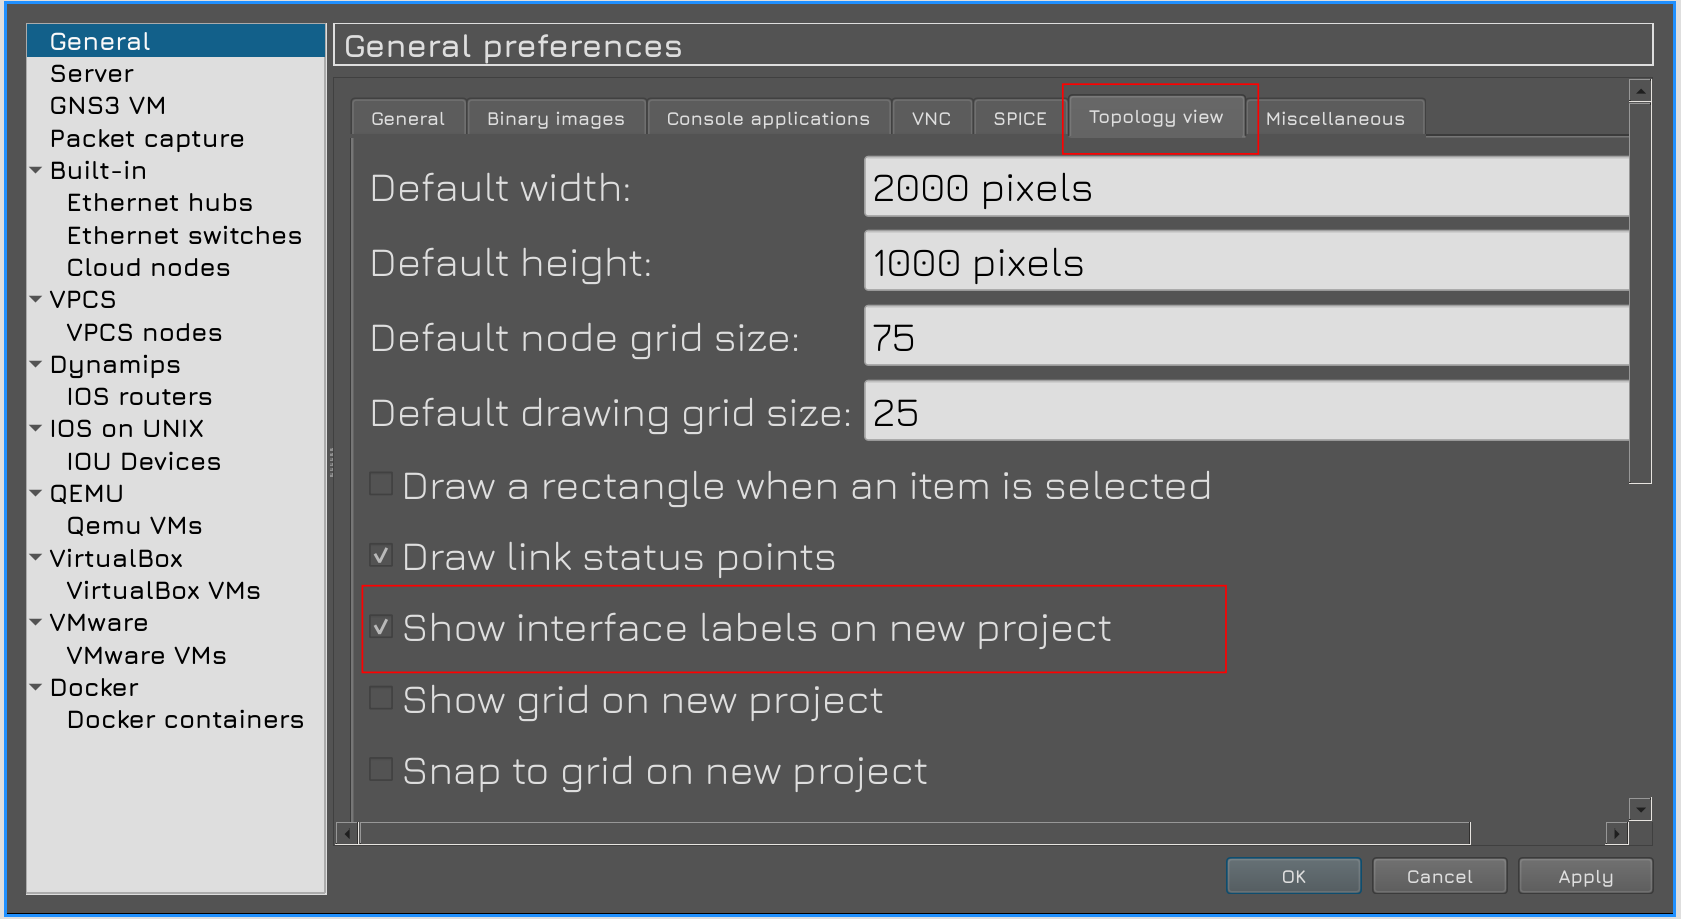 General
Server
GNS3 VM
Packet capture
Built-in
Ethernet hubs
Ethernet switches
Cloud nodes
VPCS
VPCS nodes
Dynamips
IOS routers
IOS on UNIX
IOU Devices
QEMU
Qemu VMs
VirtualBox
VirtualBox VMs
VMware
VMware VMs
Docker
Docker containers
General preferences
General Binary images Console applications VNC SPICE Topology view Miscellaneous
Default width: 2000 pixels
Default height: 1000 pixels
Default node grid size: 75
Default drawing grid size: 25
Draw a rectangle when an item is selected
Draw link status points
Show interface labels on new project
Show grid on new project
Snap to grid on new project
OK Cancel Apply